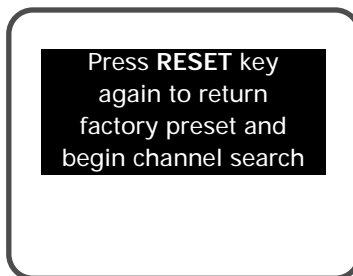 Press RESET key
again to return
factory preset and
begin channel search